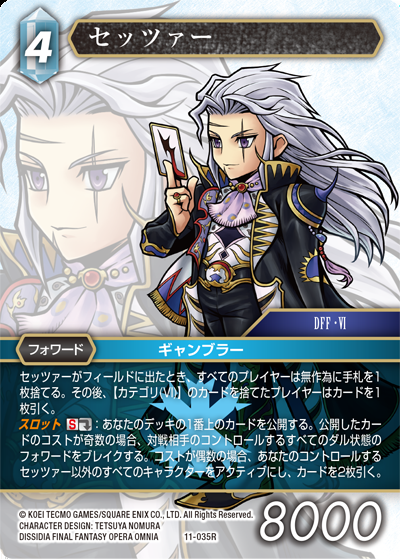 4
セッツァー
DFF・VI
フォワード
ギャンブラー
セッツァーがフィールドに出たとき、すべてのプレイヤーは無作為に手札を1
枚捨てる。その後、【カテゴリ(VI)】のカードを捨てたプレイヤーはカードを1
枚引く。
スロット S：あなたのデッキの1番上のカードを公開する。公開したカー
ドのコストが奇数の場合、対戦相手のコントロールするすべてのダル状態の
フォワードをブレイクする。コストが偶数の場合、あなたのコントロールする
セッツァー以外のすべてのキャラクターをアクティブにし、カードを2枚引く。
© KOEI TECMO GAMES/SQUARE ENIX CO., LTD. All Rights Reserved.
CHARACTER DESIGN: TETSUYA NOMURA
DISSIDIA FINAL FANTASY OPERA OMNIA
11-035R
8000